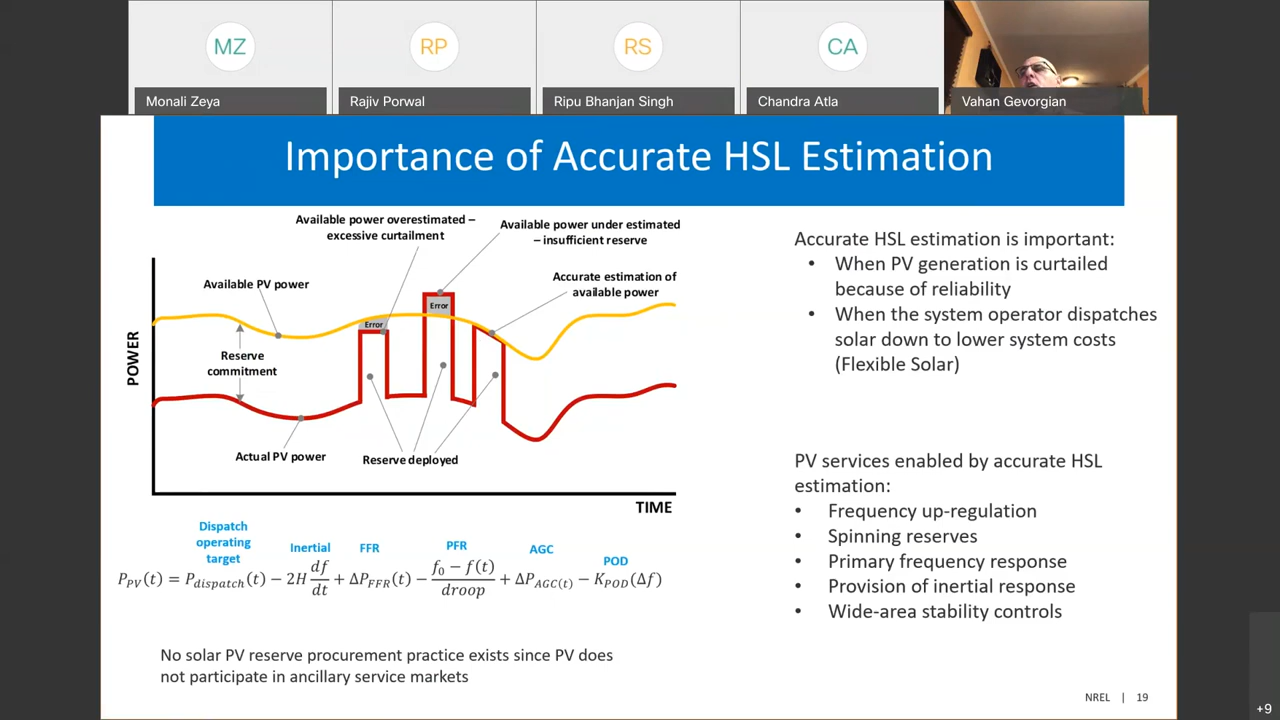 MZ
RP
RS
CA
Monali Zeya
Rajiv Porwal
Ripu Bhanjan Singh
Chandra Atla
Vahan Gevorgian
Importance of Accurate HSL Estimation
Available power overestimated –
excessive curtailment
Available power under estimated
– insufficient reserve
Available PV power
Accurate estimation of
available power
Error
Error
Reserve
commitment
POWER
Actual PV power
Reserve deployed
TIME
Accurate HSL estimation is important:
• When PV generation is curtailed
because of reliability
• When the system operator dispatches
solar down to lower system costs
(Flexible Solar)
PV services enabled by accurate HSL
estimation:
• Frequency up-regulation
• Spinning reserves
• Primary frequency response
• Provision of inertial response
• Wide-area stability controls
Dispatch
operating
target
Inertial
FFR
PFR
AGC
POD
P_PV(t) = P_dispatch(t) − 2H df/dt + ΔP_FFR(t) − (f_0 − f(t))/droop + ΔP_AGC(t) − K_POD(Δf)
No solar PV reserve procurement practice exists since PV does
not participate in ancillary service markets
NREL | 19
+9